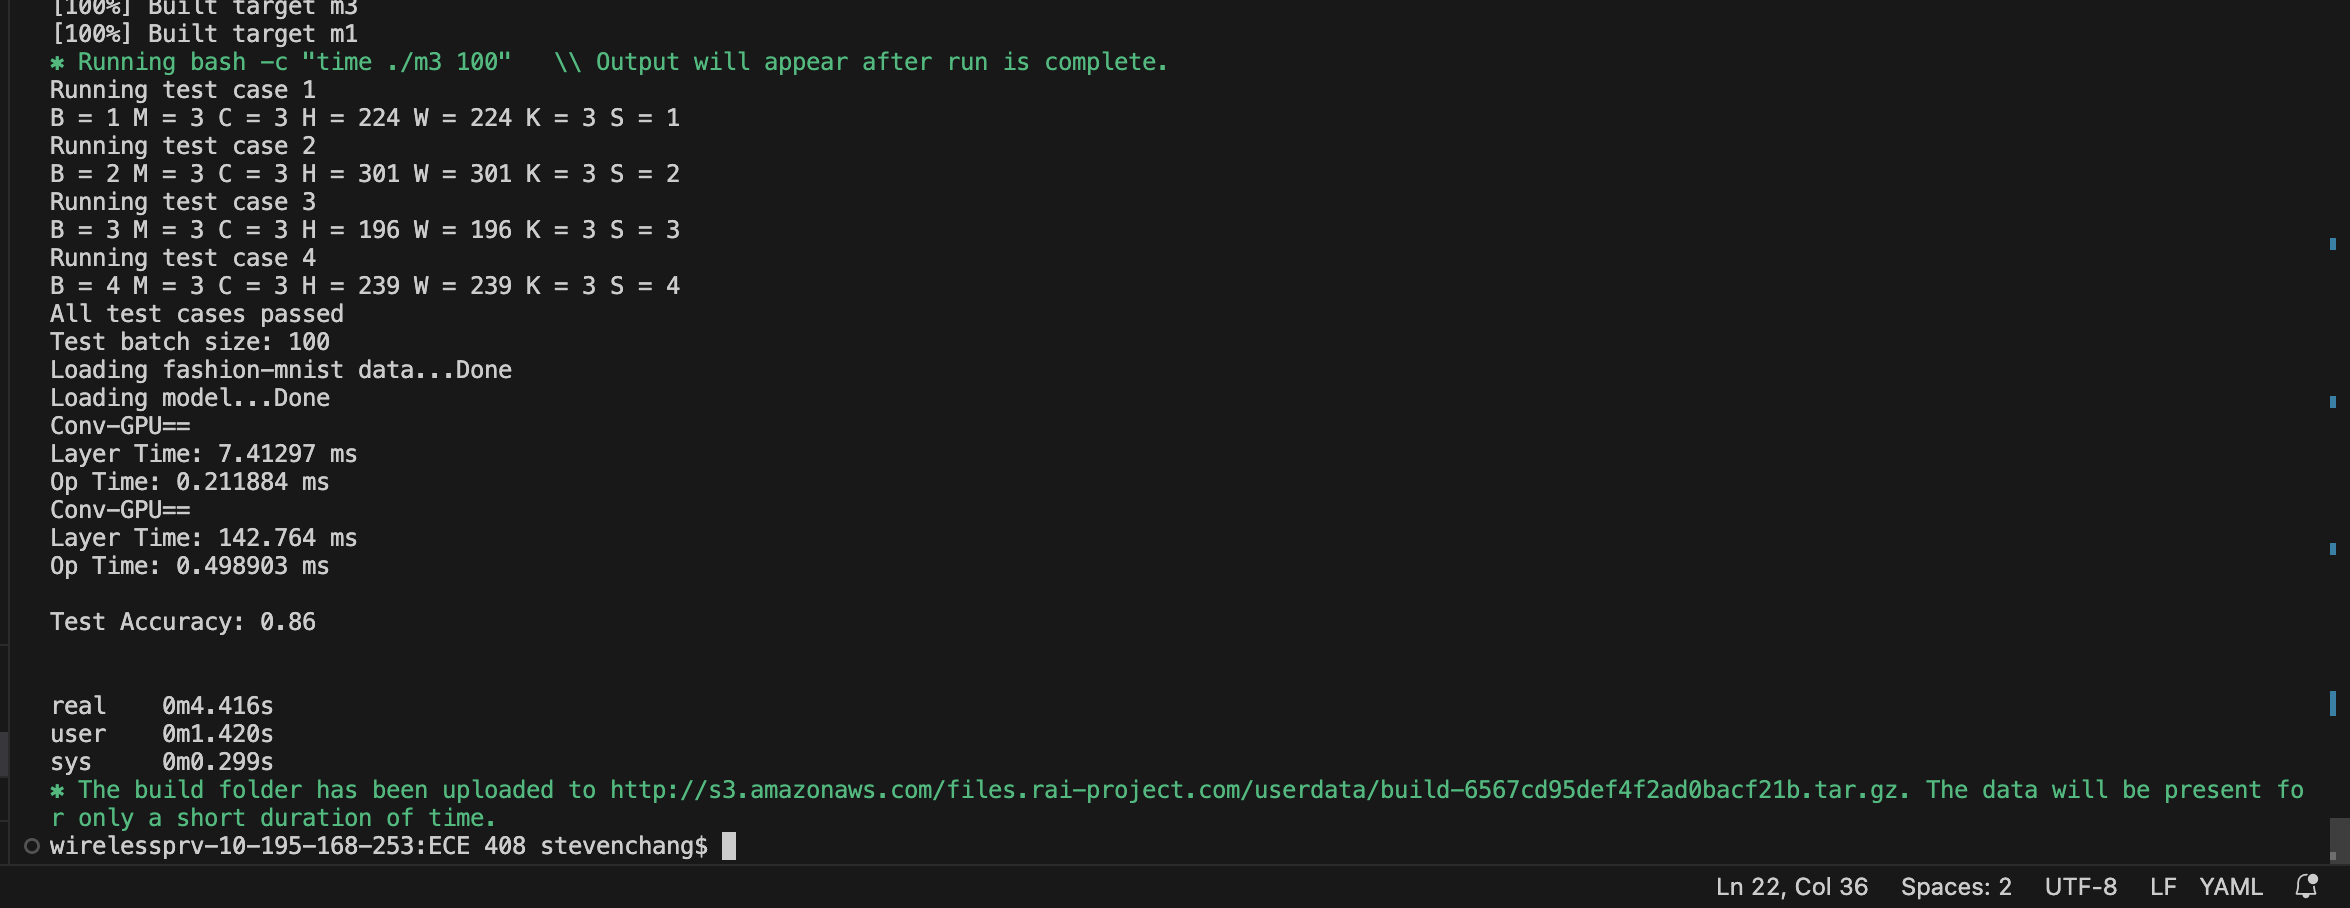 [100%] Built target m3
[100%] Built target m1
✱ Running bash -c "time ./m3 100"   \\ Output will appear after run is complete.
Running test case 1
B = 1 M = 3 C = 3 H = 224 W = 224 K = 3 S = 1
Running test case 2
B = 2 M = 3 C = 3 H = 301 W = 301 K = 3 S = 2
Running test case 3
B = 3 M = 3 C = 3 H = 196 W = 196 K = 3 S = 3
Running test case 4
B = 4 M = 3 C = 3 H = 239 W = 239 K = 3 S = 4
All test cases passed
Test batch size: 100
Loading fashion-mnist data...Done
Loading model...Done
Conv-GPU==
Layer Time: 7.41297 ms
Op Time: 0.211884 ms
Conv-GPU==
Layer Time: 142.764 ms
Op Time: 0.498903 ms
Test Accuracy: 0.86
real    0m4.416s
user    0m1.420s
sys     0m0.299s
✱ The build folder has been uploaded to http://s3.amazonaws.com/files.rai-project.com/userdata/build-6567cd95def4f2ad0bacf21b.tar.gz. The data will be present fo
r only a short duration of time.
wirelessprv-10-195-168-253:ECE 408 stevenchang$
Ln 22, Col 36   Spaces: 2   UTF-8   LF   YAML